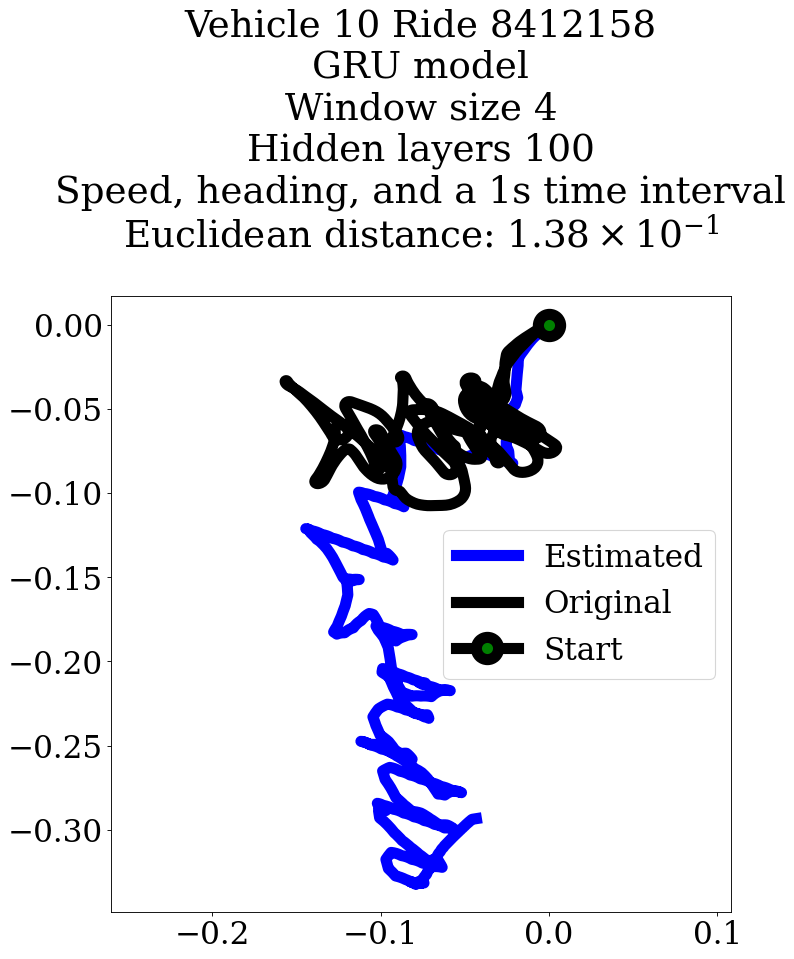 Vehicle 10 Ride 8412158
GRU model
Window size 4
Hidden layers 100
Speed, heading, and a 1s time interval
Euclidean distance: 1.38 × 10⁻¹
0.00
−0.05
−0.10
−0.15
−0.20
−0.25
−0.30
Estimated
Original
Start
−0.2 −0.1 0.0 0.1